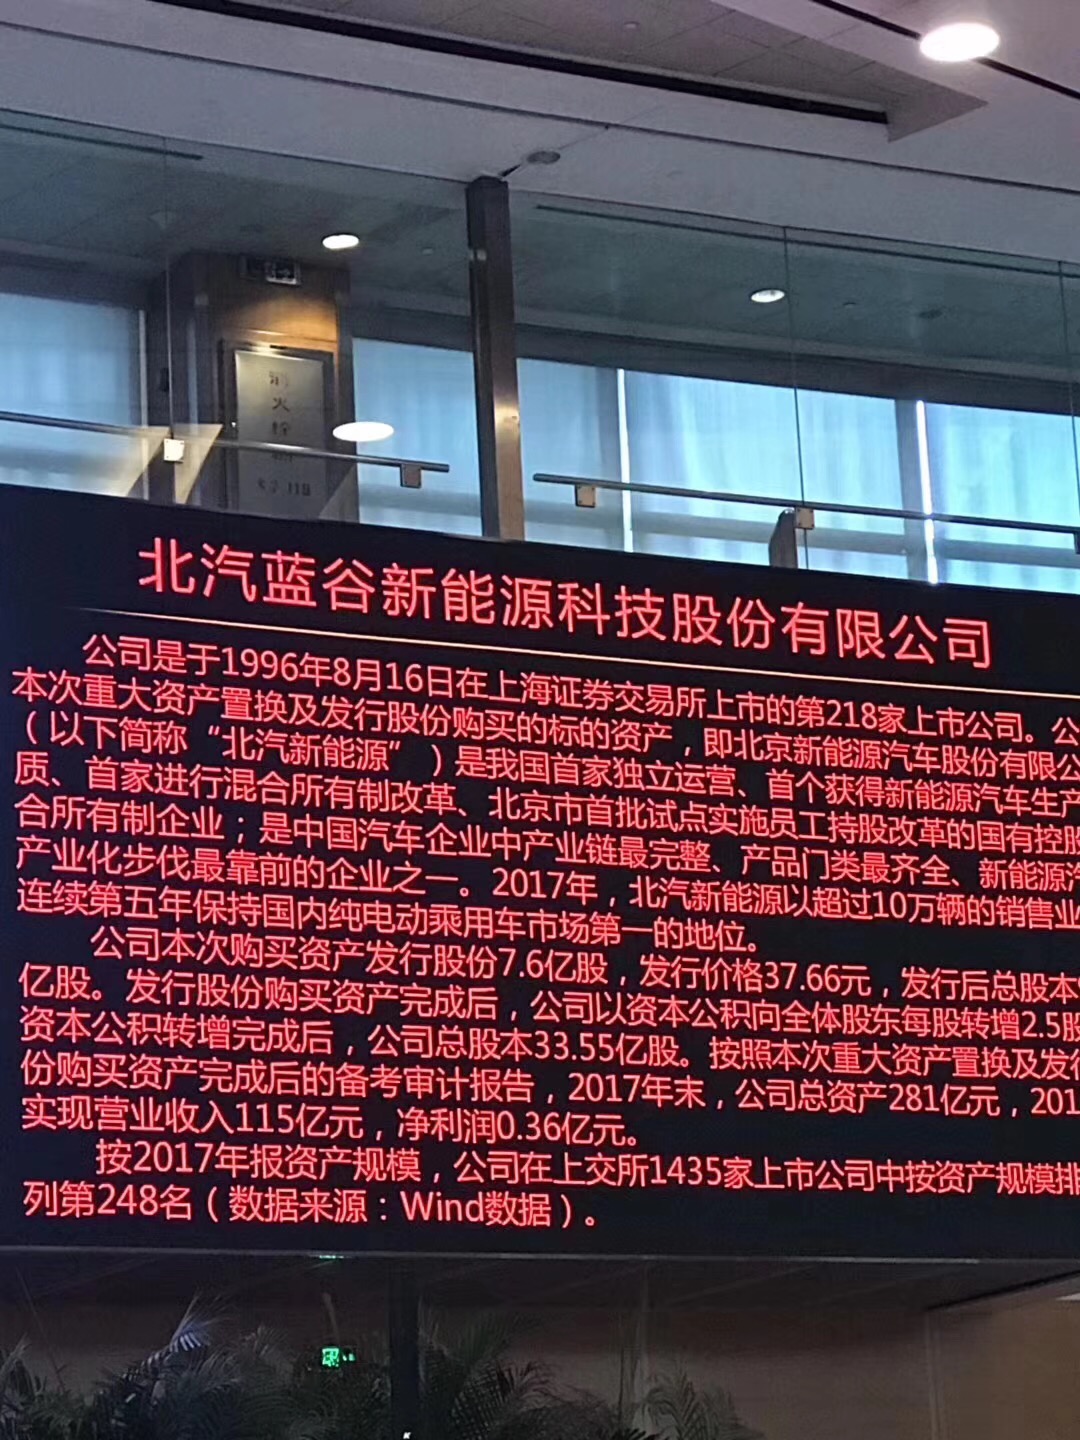 消
火
栓
北汽蓝谷新能源科技股份有限公司
公司是于1996年8月16日在上海证券交易所上市的第218家上市公司。公
本次重大资产置换及发行股份购买的标的资产，即北京新能源汽车股份有限公
（以下简称“北汽新能源”）是我国首家独立运营、首个获得新能源汽车生产
质、首家进行混合所有制改革、北京市首批试点实施员工持股改革的国有控股
合所有制企业；是中国汽车企业中产业链最完整、产品门类最齐全、新能源汽
产业化步伐最靠前的企业之一。2017年，北汽新能源以超过10万辆的销售业
连续第五年保持国内纯电动乘用车市场第一的地位。
公司本次购买资产发行股份7.6亿股，发行价格37.66元，发行后总股本
亿股。发行股份购买资产完成后，公司以资本公积向全体股东每股转增2.5股
资本公积转增完成后，公司总股本33.55亿股。按照本次重大资产置换及发行
份购买资产完成后的备考审计报告，2017年末，公司总资产281亿元，201
实现营业收入115亿元，净利润0.36亿元。
按2017年报资产规模，公司在上交所1435家上市公司中按资产规模排
列第248名（数据来源：Wind数据）。